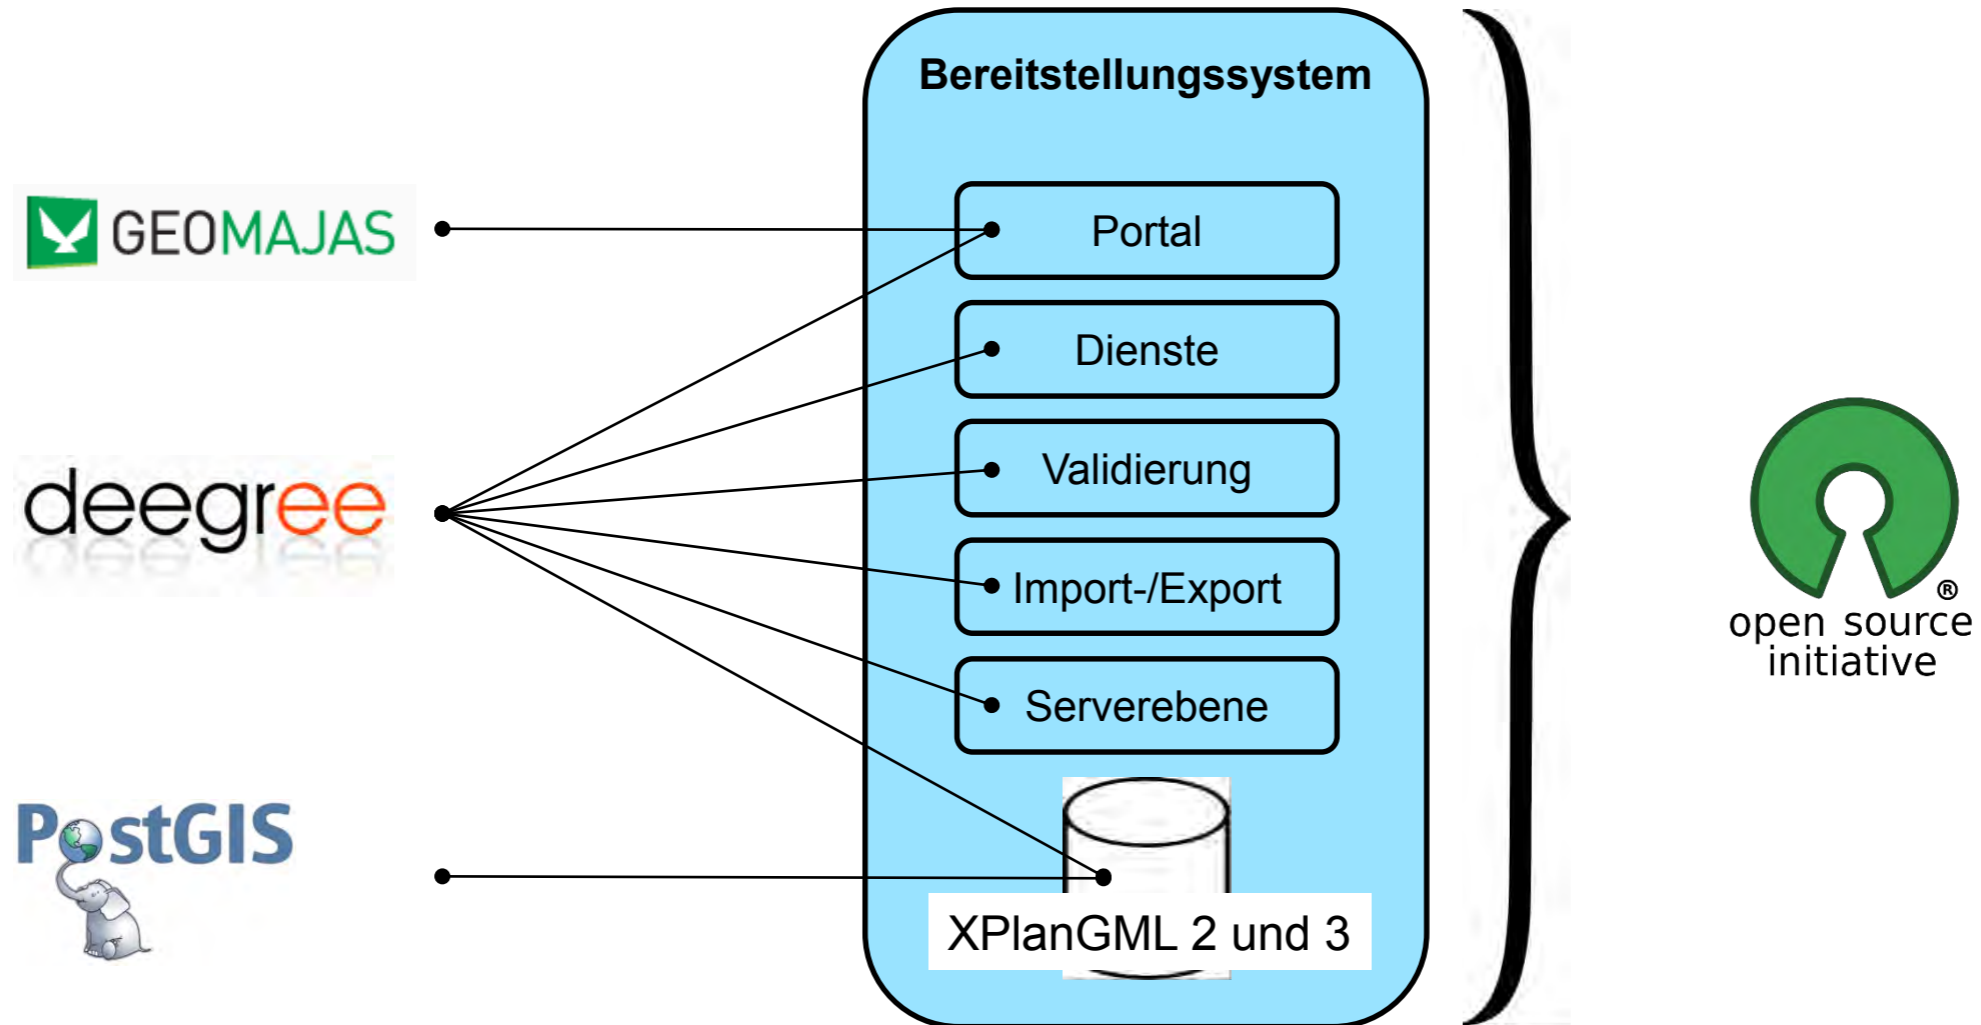 Bereitstellungssystem
GEOMAJAS
Portal
Dienste
deegree
Validierung
Import-/Export
Serverebene
PostGIS
XPlanGML 2 und 3
®
open source
initiative